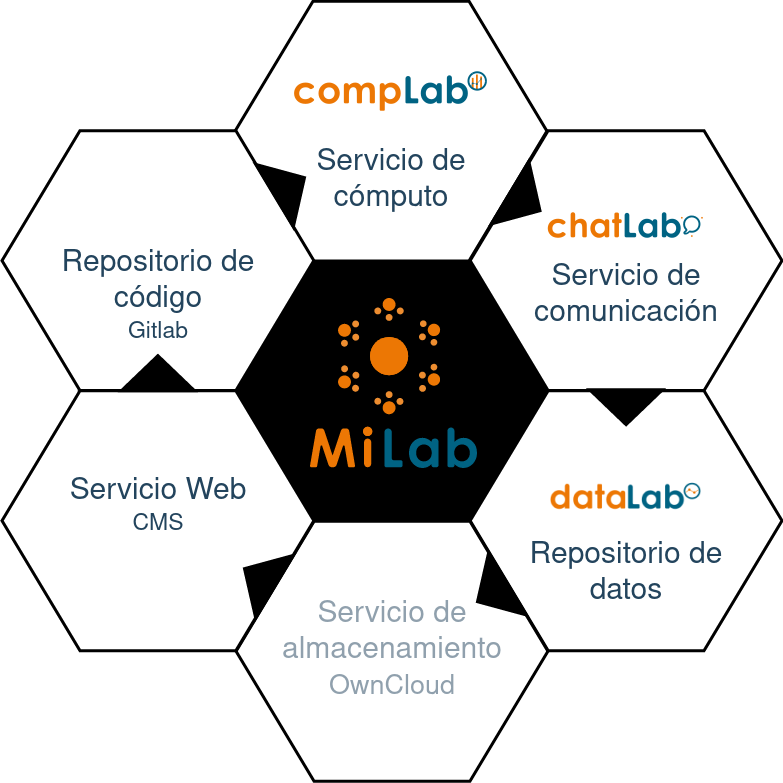 compLab
Servicio de
cómputo
chatLab
Servicio de
comunicación
Repositorio de
código
Gitlab
MiLab
dataLab
Repositorio de
datos
Servicio Web
CMS
Servicio de
almacenamiento
OwnCloud